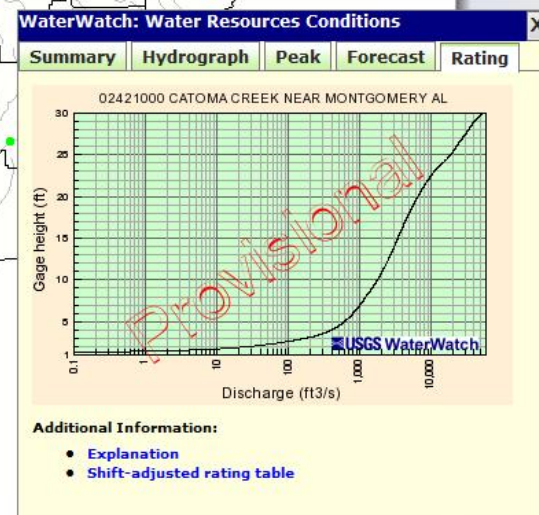 WaterWatch: Water Resources Conditions
X
Summary Hydrograph Peak Forecast Rating
02421000 CATOMA CREEK NEAR MONTGOMERY AL
30
25
20
15
10
5
1
Gage height (ft)
Provisional
USGS WaterWatch
0.1 1 10 100 1,000 10,000
Discharge (ft3/s)
Additional Information:
• Explanation
• Shift-adjusted rating table